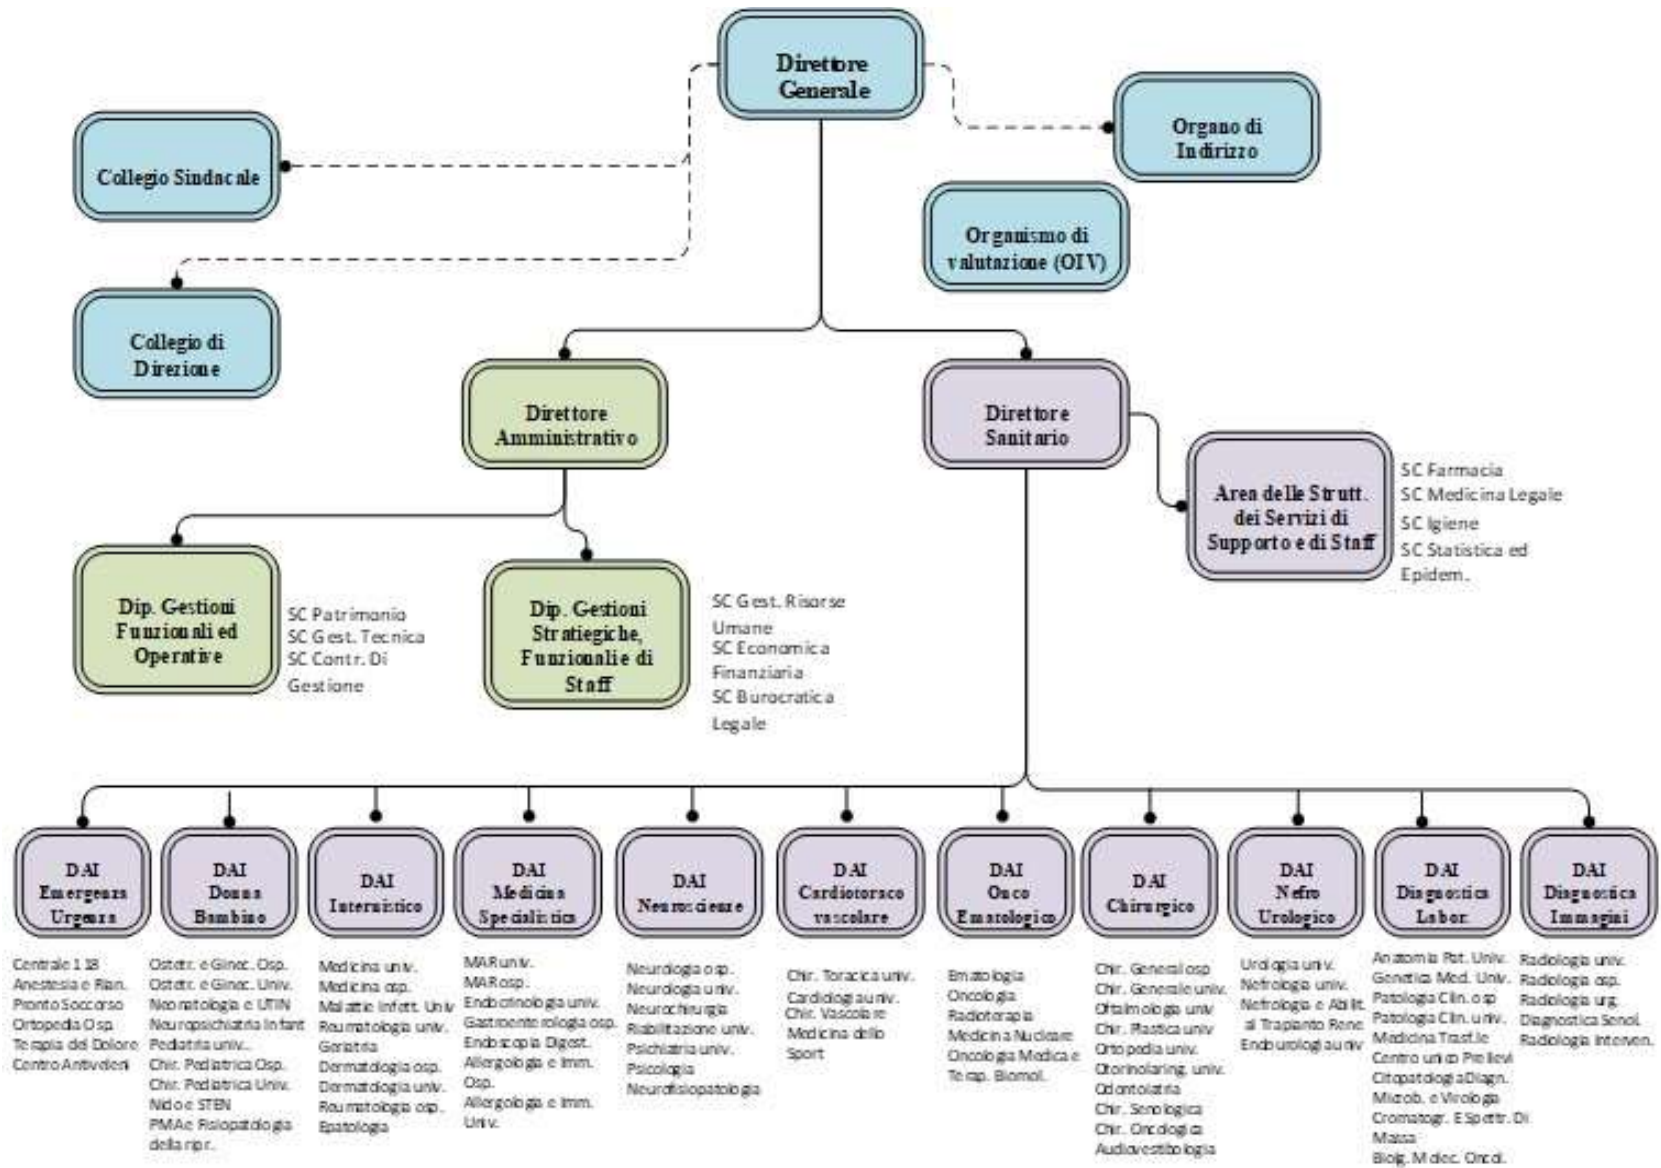 Direttore
Generale
Organo di
Indirizzo
Collegio Sindacale
Organismo di
valutazione (OIV)
Collegio di
Direzione
Direttore
Amministrativo
Direttore
Sanitario
Area delle Strutt.
dei Servizi di
Supporto e di Staff
SC Farmacia
SC Medicina Legale
SC Igiene
SC Statistica ed
Epidem.
Dip. Gestioni
Funzionali ed
Operative
SC Patrimonio
SC Gest. Tecnica
SC Contr. Di
Gestione
Dip. Gestioni
Stratiegiche,
Funzionali e di
Staff
SC Gest. Risorse
Umane
SC Economica
Finanziaria
SC Burocratica
Legale
DAI
Emergenza
Urgenza
DAI
Donna
Bambino
DAI
Internistico
DAI
Medicina
Specialistica
DAI
Neuroscienze
DAI
Cardiotoraco
vascolare
DAI
Onco
Ematologico
DAI
Chirurgico
DAI
Nefro
Urologico
DAI
Diagnostica
Labor.
DAI
Diagnostica
Immagini
Centrale 118
Anestesia e Rian.
Pronto Soccorso
Ortopedia Osp.
Terapia del Dolore
Centro Antiveleni
Ostetr. e Ginec. Osp.
Ostetr. e Ginec. Univ.
Neonatologia e UTIN
Neuropsichiatria Infant
Pediatria univ..
Chir. Pediatrica Osp.
Chir. Pediatrica Univ.
Nido e STEN
PMA e Fisiopatologia
della ripr..
Medicina univ.
Medicina osp.
Malattie Infett. Univ
Reumatologia univ.
Geriatria
Dermatologia osp.
Dermatologia univ.
Reumatologia osp.
Epatologia
MAR univ.
MAR osp.
Endocrinologia univ.
Gastroenterologia osp.
Endoscopia Digest.
Allergologia e Imm.
Osp.
Allergologia e Imm.
Univ.
Neurologia osp.
Neurologia univ.
Neurochirurgia
Riabilitazione univ.
Psichiatria univ.
Psicologia
Neurofisiopatologia
Chir. Toracica univ.
Cardiologia univ.
Chir. Vascolare
Medicina dello
Sport
Ematologia
Oncologia
Radioterapia
Medicina Nucleare
Oncologia Medica e
Terap. Biomol.
Chir. General osp
Chir. Generale univ.
Oftalmologia univ
Chir. Plastica univ
Ortopedia univ.
Otorinolaring. univ.
Odontoiatria
Chir. Senologica
Chir. Oncologica
Audiovestibologia
Urologia univ.
Nefrologia univ.
Nefrologia e Abilit.
al Trapianto Rene
Endourologia univ
Anatomia Pat. Univ.
Genetica Med. Univ.
Patologia Clin. osp
Patologia Clin. univ.
Medicina Trasf.le
Centro unico Prelievi
Citopatologia Diagn.
Microb. e Virologia
Cromatogr. E Spettr. Di
Massa
Biolg. Molec. Oncol.
Radiologia univ.
Radiologia osp.
Radiologia urg.
Diagnostica Senol.
Radiologia Interven.